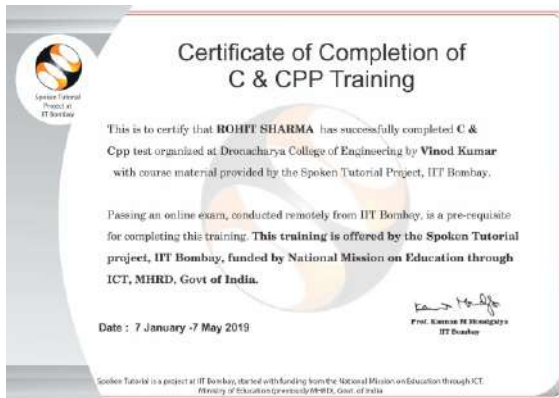 Spoken Tutorial
Project at
IIT Bombay
Certificate of Completion of
C & CPP Training
This is to certify that ROHIT SHARMA has successfully completed C &
Cpp test organized at Dronacharya College of Engineering by Vinod Kumar
with course material provided by the Spoken Tutorial Project, IIT Bombay.
Passing an online exam, conducted remotely from IIT Bombay, is a pre-requisite
for completing this training. This training is offered by the Spoken Tutorial
project, IIT Bombay, funded by National Mission on Education through
ICT, MHRD, Govt of India.
Date : 7 January -7 May 2019
Prof. Kannan M Moudgalya
IIT Bombay
Spoken Tutorial is a project at IIT Bombay, started with funding from the National Mission on Education through ICT,
Ministry of Education (previously MHRD), Govt. of India